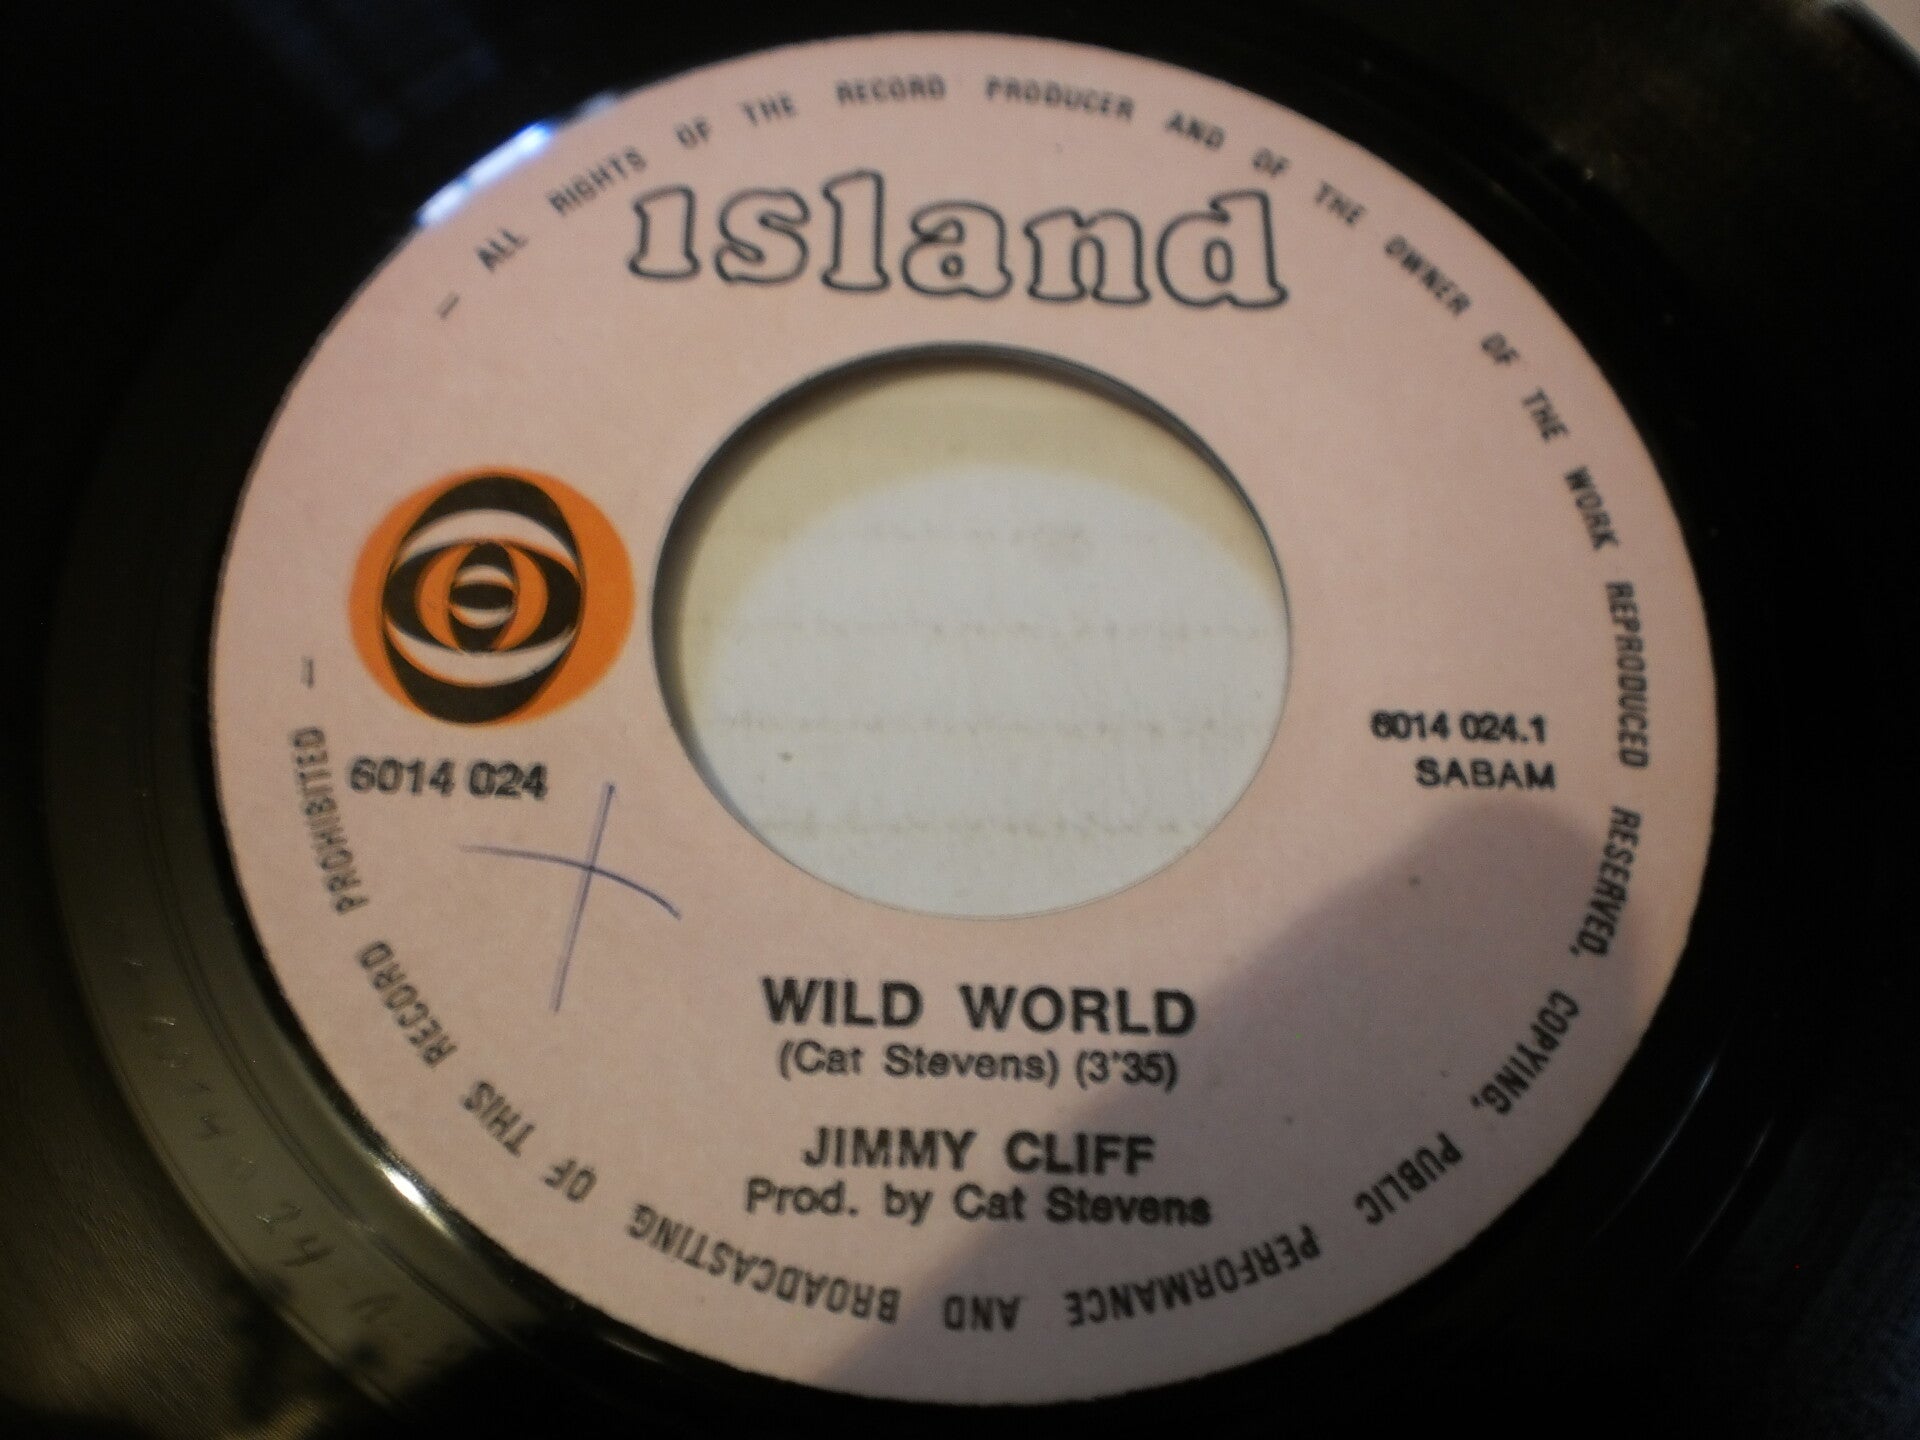 — ALL RIGHTS OF THE RECORD PRODUCER AND OF THE OWNER OF THE WORK REPRODUCED RESERVED, COPYING, PUBLIC PERFORMANCE AND BROADCASTING OF THIS RECORD PROHIBITED —
ısland
6014 024
6014 024.1
SABAM
WILD WORLD
(Cat Stevens) (3'35)
JIMMY CLIFF
Prod. by Cat Stevens